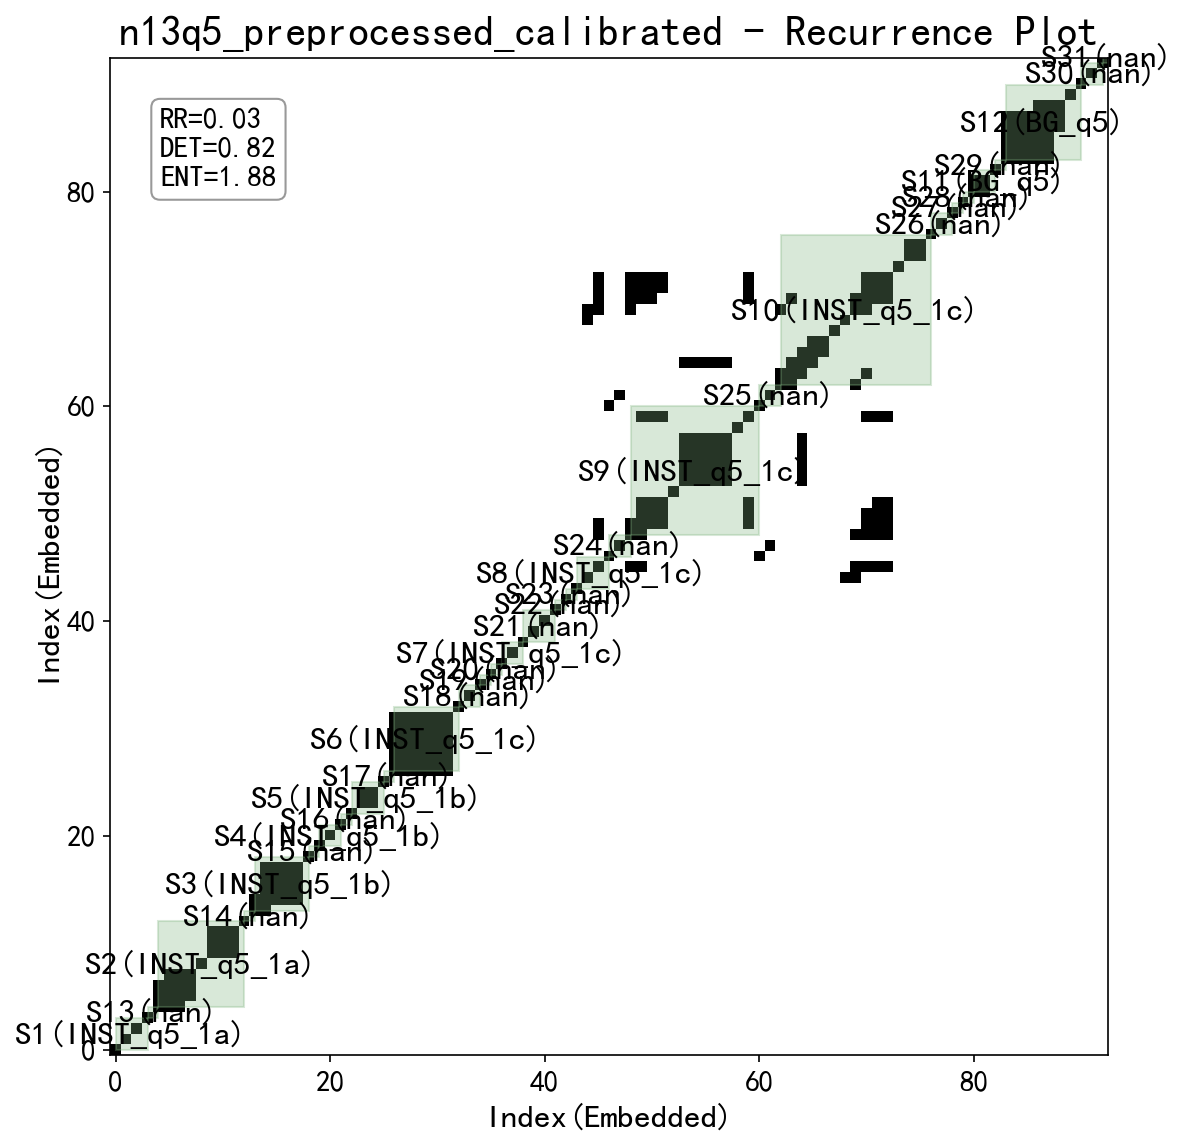 n13q5_preprocessed_calibrated - Recurrence Plot
RR=0.03
DET=0.82
ENT=1.88
S31(nan)
S30(nan)
S12(BG_q5)
S29(nan)
S11(BG_q5)
S28(nan)
S27(nan)
S26(nan)
S10(INST_q5_1c)
S25(nan)
S9(INST_q5_1c)
S24(nan)
S8(INST_q5_1c)
S23(nan)
S22(nan)
S21(nan)
S7(INST_q5_1c)
S20(nan)
S19(nan)
S18(nan)
S6(INST_q5_1c)
S17(nan)
S5(INST_q5_1b)
S16(nan)
S4(INST_q5_1b)
S15(nan)
S3(INST_q5_1b)
S14(nan)
S2(INST_q5_1a)
S13(nan)
S1(INST_q5_1a)
80
60
40
20
0
0 20 40 60 80
Index(Embedded)
Index(Embedded)